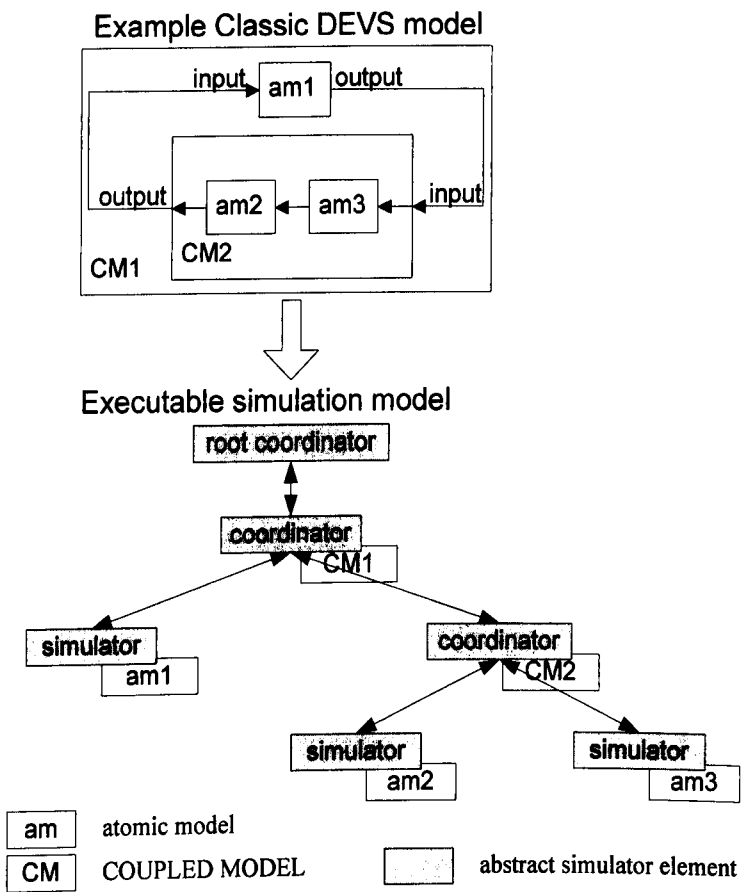 Example Classic DEVS model
input
am1
output
output
am2
am3
input
CM2
CM1
Executable simulation model
root coordinator
coordinator
CM1
simulator
am1
coordinator
CM2
simulator
am2
simulator
am3
am atomic model
CM COUPLED MODEL
abstract simulator element